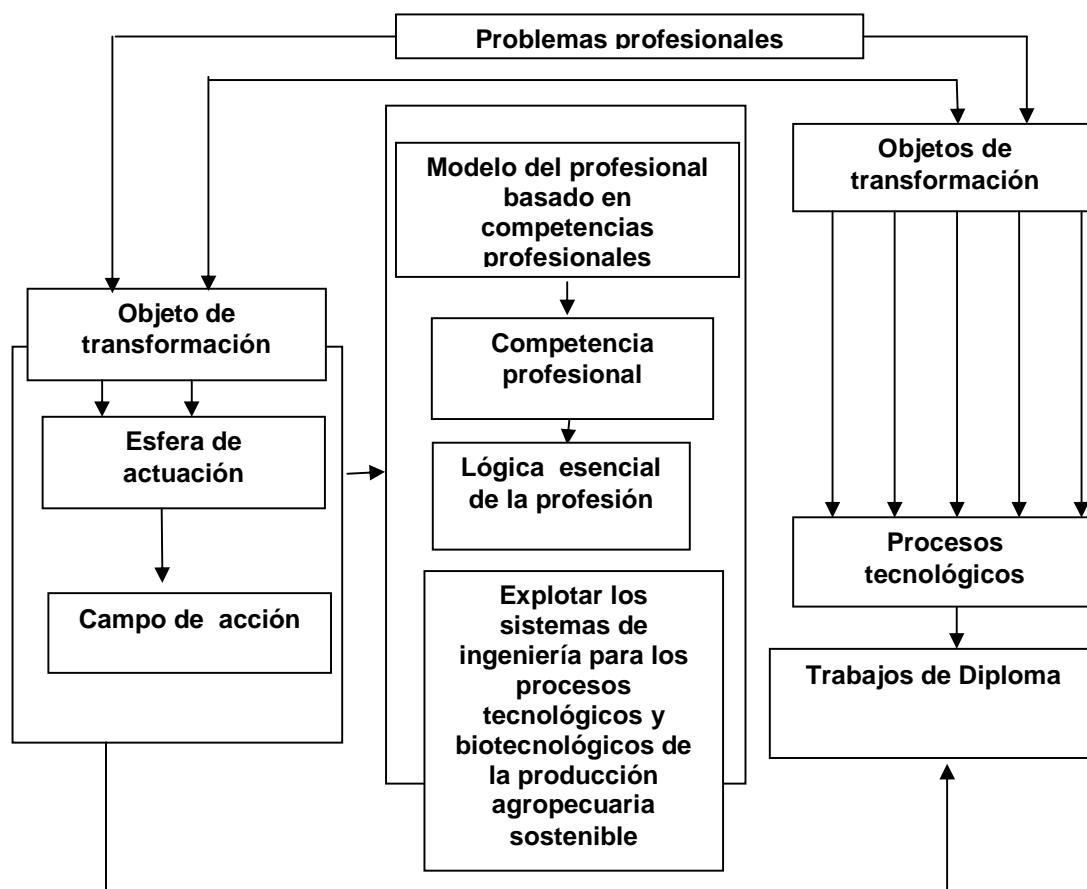 Problemas profesionales
Objetos de
transformación
Modelo del profesional
basado en
competencias
profesionales
Objeto de
transformación
Competencia
profesional
Esfera de
actuación
Lógica esencial
de la profesión
Procesos
tecnológicos
Campo de acción
Explotar los
sistemas de
ingeniería para los
procesos
tecnológicos y
biotecnológicos de
la producción
agropecuaria
sostenible
Trabajos de Diploma